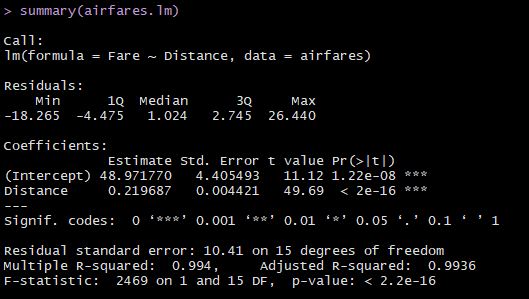 > summary(airfares.lm)
Call:
lm(formula = Fare ~ Distance, data = airfares)
Residuals:
    Min      1Q  Median      3Q     Max
-18.265  -4.475   1.024   2.745  26.440
Coefficients:
             Estimate Std. Error t value Pr(>|t|)
(Intercept) 48.971770   4.405493   11.12 1.22e-08 ***
Distance     0.219687   0.004421   49.69  < 2e-16 ***
---
Signif. codes:  0 ‘***’ 0.001 ‘**’ 0.01 ‘*’ 0.05 ‘.’ 0.1 ‘ ’ 1
Residual standard error: 10.41 on 15 degrees of freedom
Multiple R-squared:  0.994,     Adjusted R-squared:  0.9936
F-statistic:  2469 on 1 and 15 DF,  p-value: < 2.2e-16